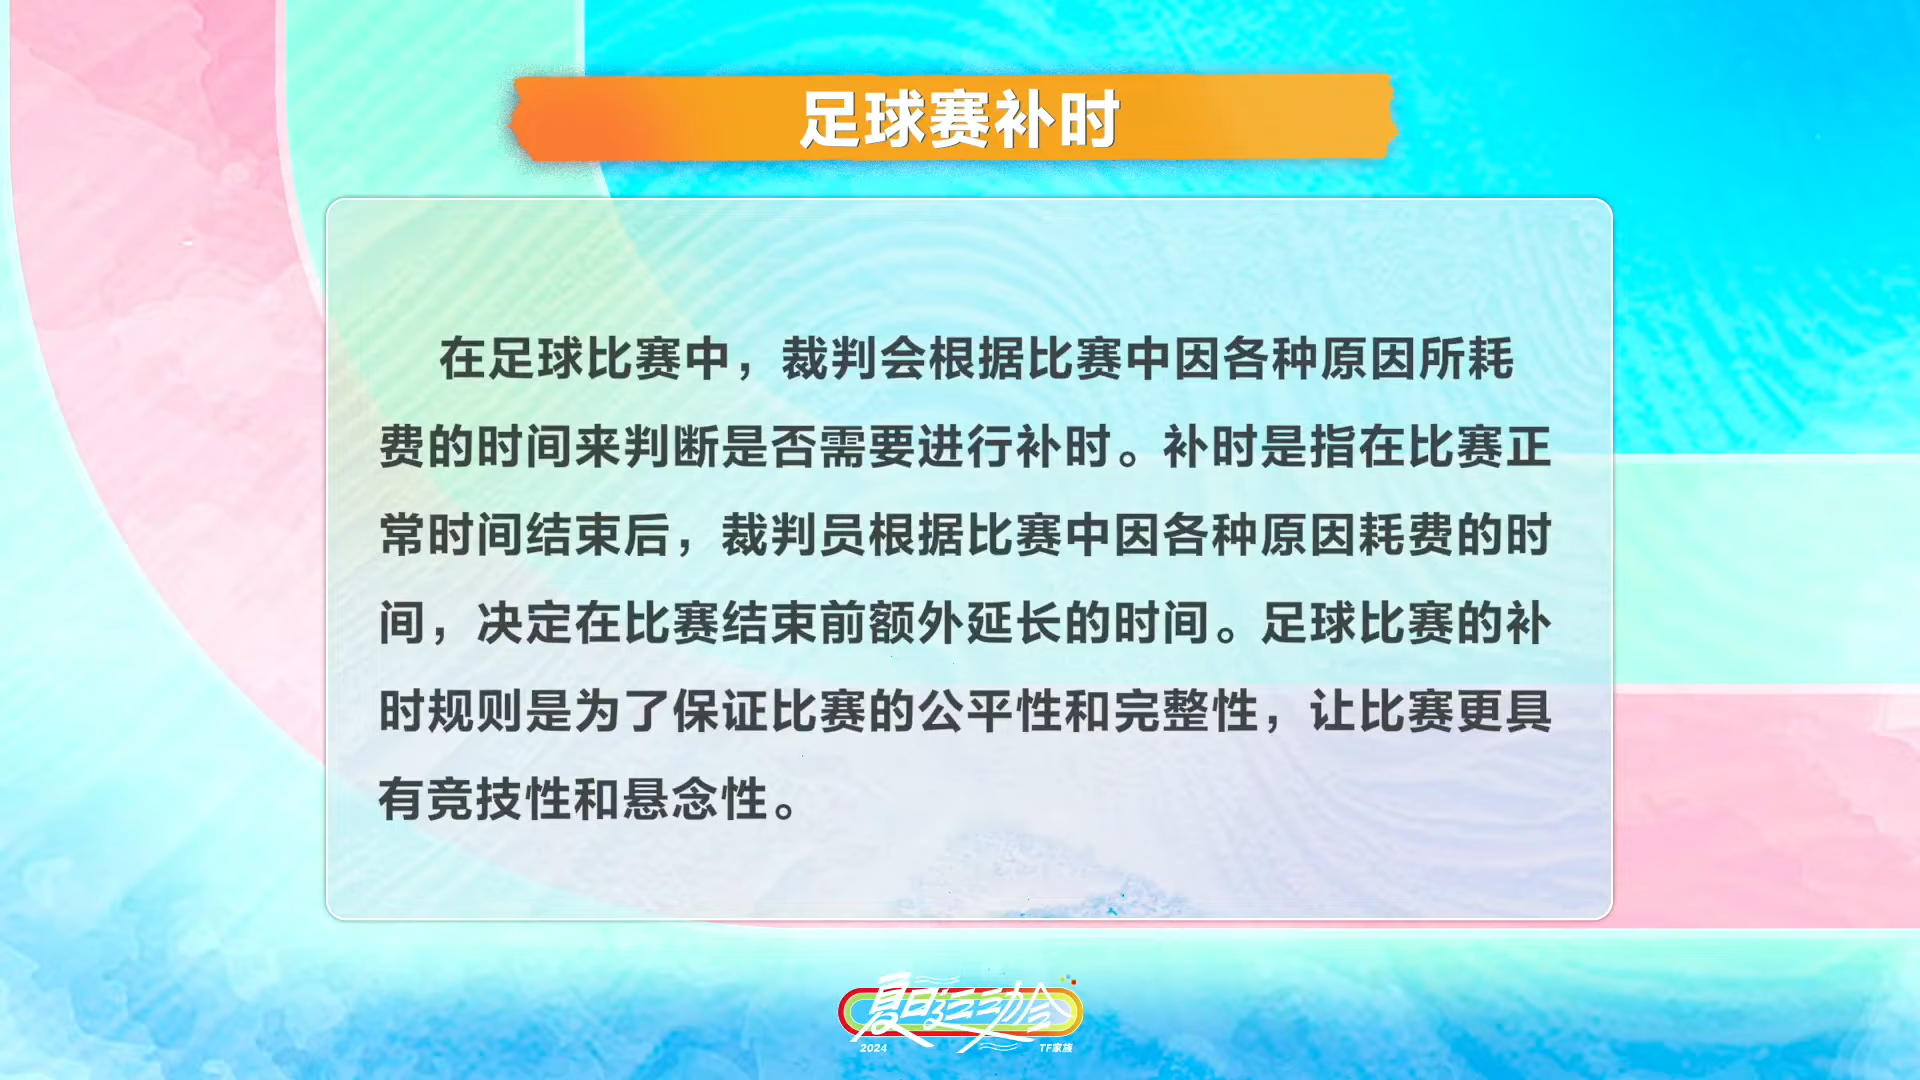 足球赛补时
在足球比赛中，裁判会根据比赛中因各种原因所耗
费的时间来判断是否需要进行补时。补时是指在比赛正
常时间结束后，裁判员根据比赛中因各种原因耗费的时
间，决定在比赛结束前额外延长的时间。足球比赛的补
时规则是为了保证比赛的公平性和完整性，让比赛更具
有竞技性和悬念性。
夏日运动会
2024 TF家族